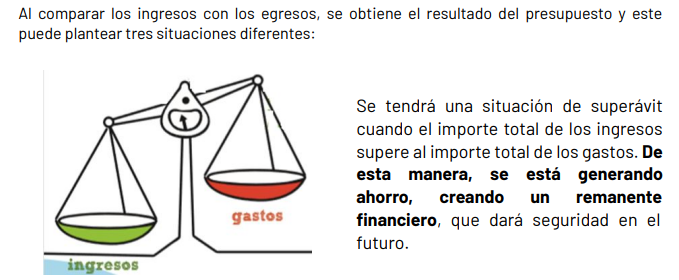 Al comparar los ingresos con los egresos, se obtiene el resultado del presupuesto y este
puede plantear tres situaciones diferentes:
Se tendrá una situación de superávit
cuando el importe total de los ingresos
supere al importe total de los gastos. De
esta manera, se está generando
ahorro, creando un remanente
financiero, que dará seguridad en el
futuro.
gastos
ingresos